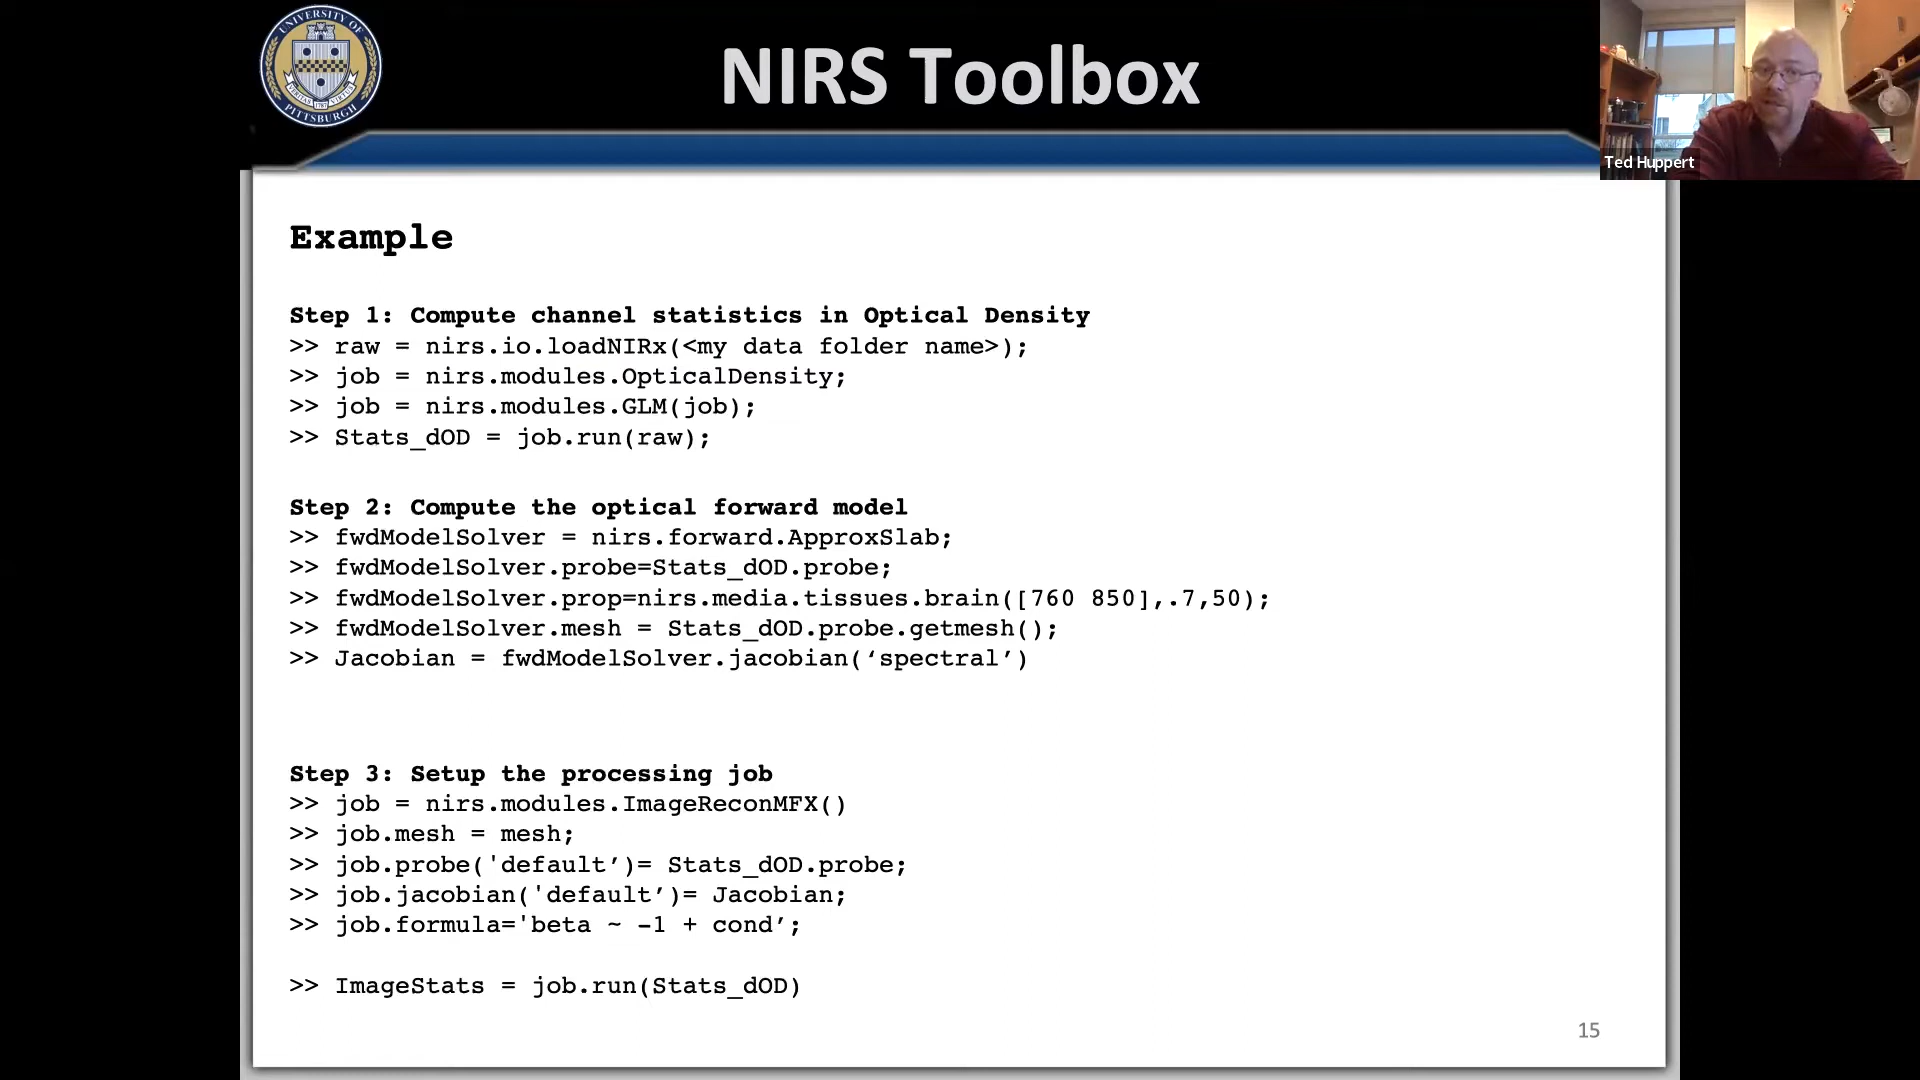 UNIVERSITY OF
PITTSBURGH
NIRS Toolbox
Ted Huppert
Example
Step 1: Compute channel statistics in Optical Density
>> raw = nirs.io.loadNIRx(<my data folder name>);
>> job = nirs.modules.OpticalDensity;
>> job = nirs.modules.GLM(job);
>> Stats_dOD = job.run(raw);
Step 2: Compute the optical forward model
>> fwdModelSolver = nirs.forward.ApproxSlab;
>> fwdModelSolver.probe=Stats_dOD.probe;
>> fwdModelSolver.prop=nirs.media.tissues.brain([760 850],.7,50);
>> fwdModelSolver.mesh = Stats_dOD.probe.getmesh();
>> Jacobian = fwdModelSolver.jacobian(‘spectral’)
Step 3: Setup the processing job
>> job = nirs.modules.ImageReconMFX()
>> job.mesh = mesh;
>> job.probe('default’)= Stats_dOD.probe;
>> job.jacobian('default’)= Jacobian;
>> job.formula='beta ~ -1 + cond’;
>> ImageStats = job.run(Stats_dOD)
15